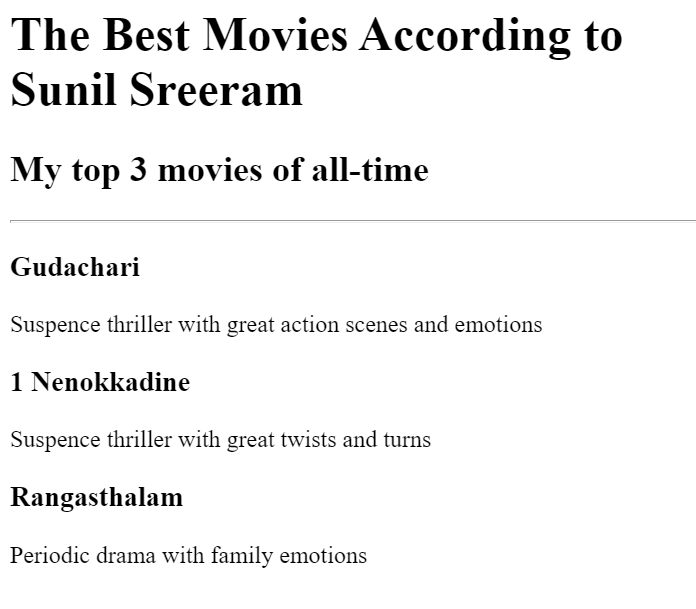 The Best Movies According to
Sunil Sreeram
My top 3 movies of all-time
Gudachari
Suspence thriller with great action scenes and emotions
1 Nenokkadine
Suspence thriller with great twists and turns
Rangasthalam
Periodic drama with family emotions